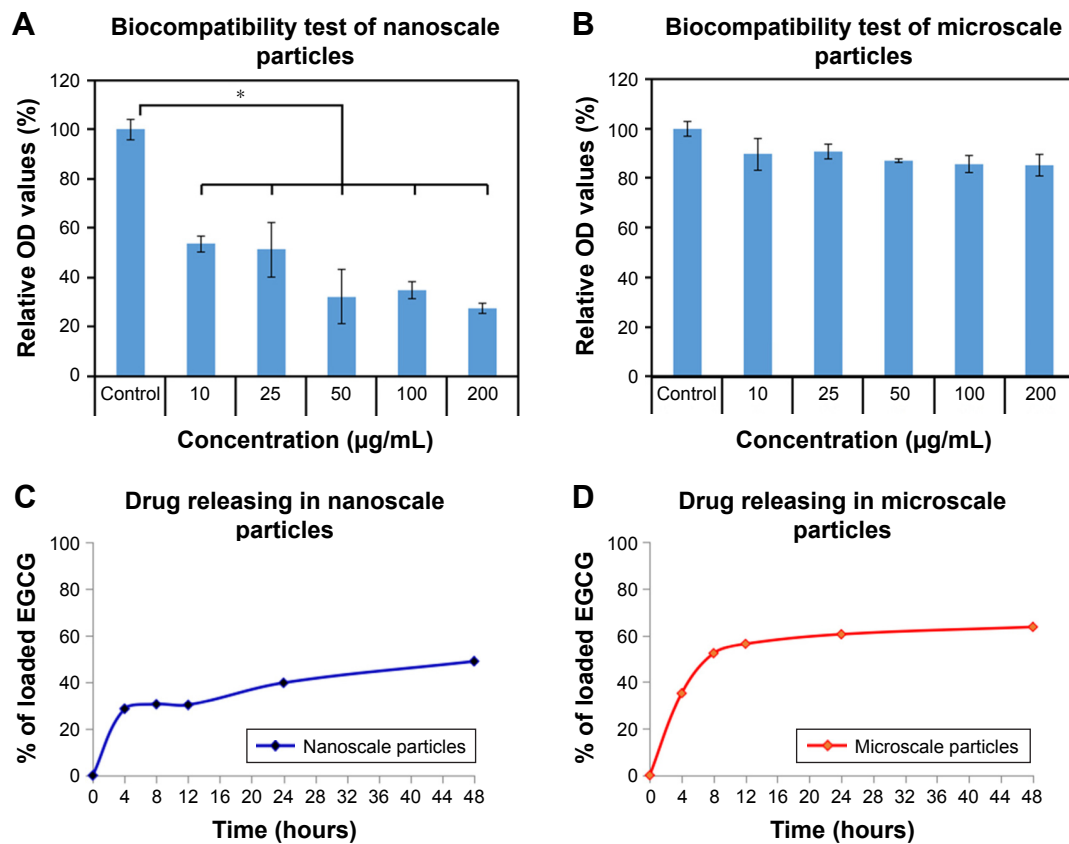 A
Biocompatibility test of nanoscale
particles
Relative OD values (%)
120
100
80
60
40
20
0
*
Control 10 25 50 100 200
Concentration (µg/mL)
B
Biocompatibility test of microscale
particles
Relative OD values (%)
120
100
80
60
40
20
0
Control 10 25 50 100 200
Concentration (µg/mL)
C
Drug releasing in nanoscale
particles
% of loaded EGCG
100
80
60
40
20
0
Nanoscale particles
0 4 8 12 16 20 24 28 32 36 40 44 48
Time (hours)
D
Drug releasing in microscale
particles
% of loaded EGCG
100
80
60
40
20
0
Microscale particles
0 4 8 12 16 20 24 28 32 36 40 44 48
Time (hours)